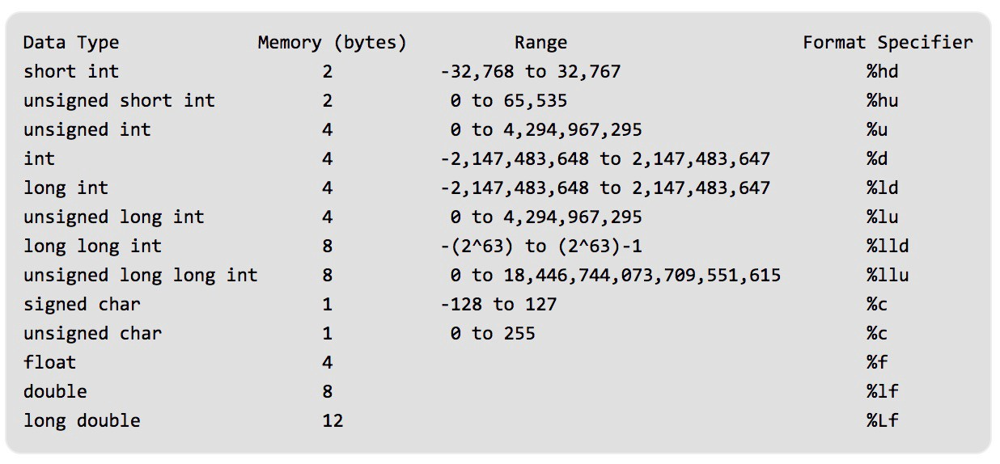 Data Type Memory (bytes) Range Format Specifier
short int 2 -32,768 to 32,767 %hd
unsigned short int 2 0 to 65,535 %hu
unsigned int 4 0 to 4,294,967,295 %u
int 4 -2,147,483,648 to 2,147,483,647 %d
long int 4 -2,147,483,648 to 2,147,483,647 %ld
unsigned long int 4 0 to 4,294,967,295 %lu
long long int 8 -(2^63) to (2^63)-1 %lld
unsigned long long int 8 0 to 18,446,744,073,709,551,615 %llu
signed char 1 -128 to 127 %c
unsigned char 1 0 to 255 %c
float 4 %f
double 8 %lf
long double 12 %Lf